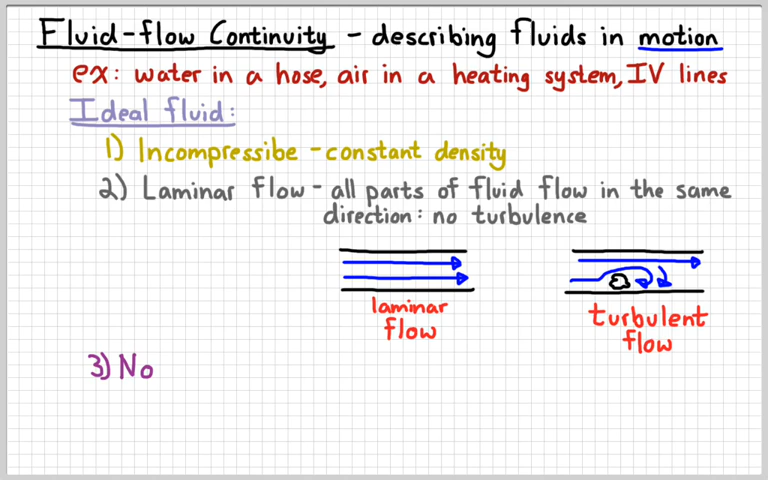 Fluid-flow Continuity - describing fluids in motion
ex: water in a hose, air in a heating system, IV lines
Ideal fluid:
1) Incompressibe - constant density
2) Laminar flow - all parts of fluid flow in the same
direction: no turbulence
laminar
flow
turbulent
flow
3) No